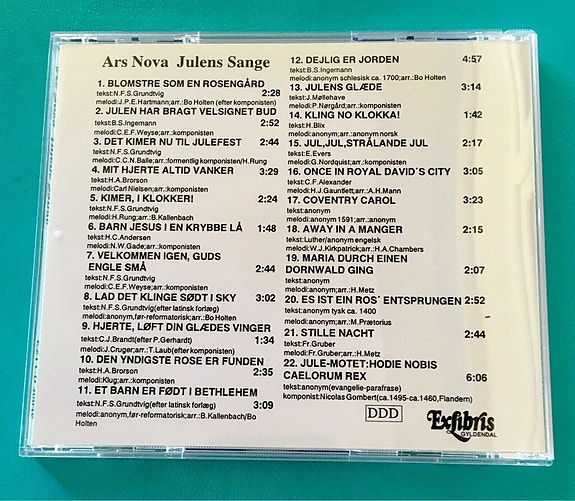 Ars Nova Julens Sange
1. BLOMSTRE SOM EN ROSENGÅRD
tekst:N.F.S.Grundtvig 2:28
melodi:J.P.E.Hartmann;arr.:Bo Holten (efter komponisten)
2. JULEN HAR BRAGT VELSIGNET BUD
tekst:B.S.Ingemann 2:52
melodi:C.E.F.Weyse;arr.:komponisten
3. DET KIMER NU TIL JULEFEST 2:44
tekst:N.F.S.Grundtvig
melodi:C.C.N.Balle;arr:formentlig komponisten/H.Rung
4. MIT HJERTE ALTID VANKER 3:29
tekst:H.A.Brorson
melodi:Carl Nielsen;arr.:komponisten
5. KIMER, I KLOKKER! 2:24
tekst:N.F.S.Grundtvig
melodi:H.Rung;arr.:B.Kallenbach
6. BARN JESUS I EN KRYBBE LÅ 1:48
tekst:H.C.Andersen
melodi:N.W.Gade;arr.:komponisten
7. VELKOMMEN IGEN, GUDS
ENGLE SMÅ 2:44
tekst:N.F.S.Grundtvig
melodi:C.E.F.Weyse;arr.:komponisten
8. LAD DET KLINGE SØDT I SKY 3:02
tekst:N.F.S.Grundtvig(efter latinsk forlæg)
melodi:anonym,før-reformatorisk;arr.:Bo Holten
9. HJERTE, LØFT DIN GLÆDES VINGER
tekst:C.J.Brandt(efter P.Gerhardt) 1:34
melodi:J.Cruger;arr.:T.Laub(efter komponisten)
10. DEN YNDIGSTE ROSE ER FUNDEN
tekst:H.A.Brorson 2:35
melodi:Klug;arr.:komponisten
11. ET BARN ER FØDT I BETHLEHEM
tekst:N.F.S.Grundtvig(efter latinsk forlæg) 3:09
melodi:anonym,før-reformatorisk;arr.:B.Kallenbach/Bo
Holten
12. DEJLIG ER JORDEN 4:57
tekst:B.S.Ingemann
melodi:anonym schlesisk ca. 1700;arr.:Bo Holten
13. JULENS GLÆDE 3:14
tekst:J.Møllehave
melodi:P.Nørgård;arr.:komponisten
14. KLING NO KLOKKA! 1:42
tekst:H.Blix
melodi:anonym;arr.:anonym norsk
15. JUL,JUL,STRÅLANDE JUL 2:17
tekst:E.Evers
melodi:G.Nordquist;arr.:komponisten
16. ONCE IN ROYAL DAVID´S CITY 3:05
tekst:C.F.Alexander
melodi:H.J.Gauntlett;arr.:A.H.Mann
17. COVENTRY CAROL 3:23
tekst:anonym
melodi:anonym 1591;arr.:anonym
18. AWAY IN A MANGER 2:15
tekst:Luther/anonym engelsk
melodi:W.J.Kirkpatrick;arr.:H.A.Chambers
19. MARIA DURCH EINEN
DORNWALD GING 2:07
tekst:anonym
melodi:anonym;arr.:H.Metz
20. ES IST EIN ROS´ ENTSPRUNGEN 2:52
tekst:anonym tysk ca. 1400
melodi:anonym;arr.:M.Prætorius
21. STILLE NACHT 2:44
tekst:Fr.Gruber
melodi:Fr.Gruber;arr.:H.Metz
22. JULE-MOTET:HODIE NOBIS
CAELORUM REX 6:06
tekst:anonym(evangelie-parafrase)
komponist:Nicolas Gombert(ca.1495-ca.1460,Flandern)
DDD
Exlibris
GYLDENDAL